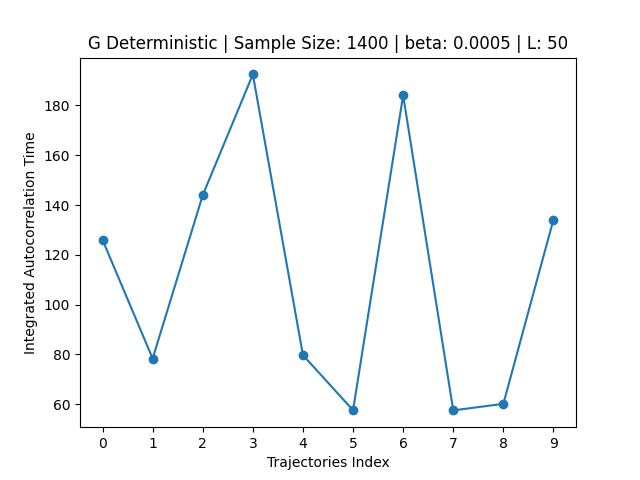 G Deterministic | Sample Size: 1400 | beta: 0.0005 | L: 50
Integrated Autocorrelation Time
180
160
140
120
100
80
60
0 1 2 3 4 5 6 7 8 9
Trajectories Index